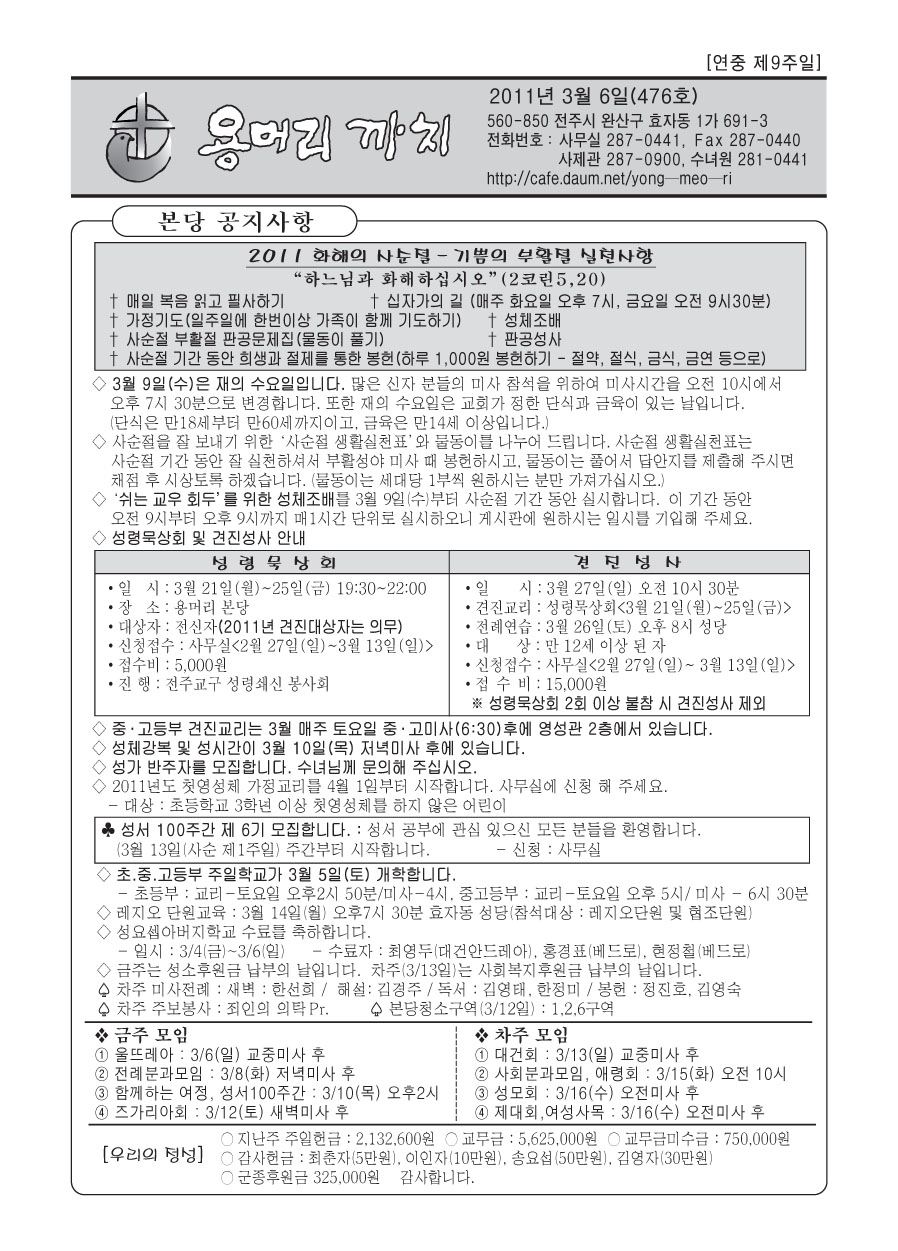 [연중 제9주일]
용머리 까치
2011년 3월 6일(476호)
560-850 전주시 완산구 효자동 1가 691-3
전화번호 : 사무실 287-0441, Fax 287-0440
사제관 287-0900, 수녀원 281-0441
http://cafe.daum.net/yong—meo—ri
본당 공지사항
2011 화해의 사순절 - 기쁨의 부활절 실천사항
“하느님과 화해하십시오”(2코린5,20)
† 매일 복음 읽고 필사하기 † 십자가의 길 (매주 화요일 오후 7시, 금요일 오전 9시30분)
† 가정기도(일주일에 한번이상 가족이 함께 기도하기) † 성체조배
† 사순절 부활절 판공문제집(물동이 풀기) † 판공성사
† 사순절 기간 동안 희생과 절제를 통한 봉헌(하루 1,000원 봉헌하기 - 절약, 절식, 금식, 금연 등으로)
◇ 3월 9일(수)은 재의 수요일입니다. 많은 신자 분들의 미사 참석을 위하여 미사시간을 오전 10시에서
오후 7시 30분으로 변경합니다. 또한 재의 수요일은 교회가 정한 단식과 금육이 있는 날입니다.
(단식은 만18세부터 만60세까지이고, 금육은 만14세 이상입니다.)
◇ 사순절을 잘 보내기 위한 ‘사순절 생활실천표’와 물동이를 나누어 드립니다. 사순절 생활실천표는
사순절 기간 동안 잘 실천하셔서 부활성야 미사 때 봉헌하시고, 물동이는 풀어서 답안지를 제출해 주시면
채점 후 시상토록 하겠습니다. (물동이는 세대당 1부씩 원하시는 분만 가져가십시오.)
◇ ‘쉬는 교우 회두’를 위한 성체조배를 3월 9일(수)부터 사순절 기간 동안 실시합니다. 이 기간 동안
오전 9시부터 오후 9시까지 매1시간 단위로 실시하오니 게시판에 원하시는 일시를 기입해 주세요.
◇ 성령묵상회 및 견진성사 안내
성 령 묵 상 회
• 일 시 : 3월 21일(월)~25일(금) 19:30~22:00
• 장 소 : 용머리 본당
• 대상자 : 전신자(2011년 견진대상자는 의무)
• 신청접수 : 사무실<2월 27일(일)~3월 13일(일)>
• 접수비 : 5,000원
• 진 행 : 전주교구 성령쇄신 봉사회
견 진 성 사
• 일 시 : 3월 27일(일) 오전 10시 30분
• 견진교리 : 성령묵상회<3월 21일(월)~25일(금)>
• 전례연습 : 3월 26일(토) 오후 8시 성당
• 대 상 : 만 12세 이상 된 자
• 신청접수 : 사무실<2월 27일(일)~ 3월 13일(일)>
• 접 수 비 : 15,000원
※ 성령묵상회 2회 이상 불참 시 견진성사 제외
◇ 중·고등부 견진교리는 3월 매주 토요일 중·고미사(6:30)후에 영성관 2층에서 있습니다.
◇ 성체강복 및 성시간이 3월 10일(목) 저녁미사 후에 있습니다.
◇ 성가 반주자를 모집합니다. 수녀님께 문의해 주십시오.
◇ 2011년도 첫영성체 가정교리를 4월 1일부터 시작합니다. 사무실에 신청 해 주세요.
- 대상 : 초등학교 3학년 이상 첫영성체를 하지 않은 어린이
♣ 성서 100주간 제 6기 모집합니다. : 성서 공부에 관심 있으신 모든 분들을 환영합니다.
(3월 13일(사순 제1주일) 주간부터 시작합니다. - 신청 : 사무실
◇ 초.중.고등부 주일학교가 3월 5일(토) 개학합니다.
- 초등부 : 교리-토요일 오후2시 50분/미사-4시, 중고등부 : 교리-토요일 오후 5시/ 미사 - 6시 30분
◇ 레지오 단원교육 : 3월 14일(월) 오후7시 30분 효자동 성당(참석대상 : 레지오단원 및 협조단원)
◇ 성요셉아버지학교 수료를 축하합니다.
- 일시 : 3/4(금)~3/6(일) - 수료자 : 최영두(대건안드레아), 홍경표(베드로), 현정철(베드로)
◇ 금주는 성소후원금 납부의 날입니다. 차주(3/13일)는 사회복지후원금 납부의 날입니다.
♤ 차주 미사전례 : 새벽 : 한선희 / 해설: 김경주 / 독서 : 김영태, 한정미 / 봉헌 : 정진호, 김영숙
♤ 차주 주보봉사 : 죄인의 의탁 Pr. ♤ 본당청소구역(3/12일) : 1,2,6구역
❖ 금주 모임
① 울뜨레아 : 3/6(일) 교중미사 후
② 전례분과모임 : 3/8(화) 저녁미사 후
③ 함께하는 여정, 성서100주간 : 3/10(목) 오후2시
④ 즈가리아회 : 3/12(토) 새벽미사 후
❖ 차주 모임
① 대건회 : 3/13(일) 교중미사 후
② 사회분과모임, 애령회 : 3/15(화) 오전 10시
③ 성모회 : 3/16(수) 오전미사 후
④ 제대회,여성사목 : 3/16(수) 오전미사 후
[우리의 정성]
○ 지난주 주일헌금 : 2,132,600원 ○ 교무금 : 5,625,000원 ○ 교무금미수금 : 750,000원
○ 감사헌금 : 최춘자(5만원), 이인자(10만원), 송요섭(50만원), 김영자(30만원)
○ 군종후원금 325,000원 감사합니다.